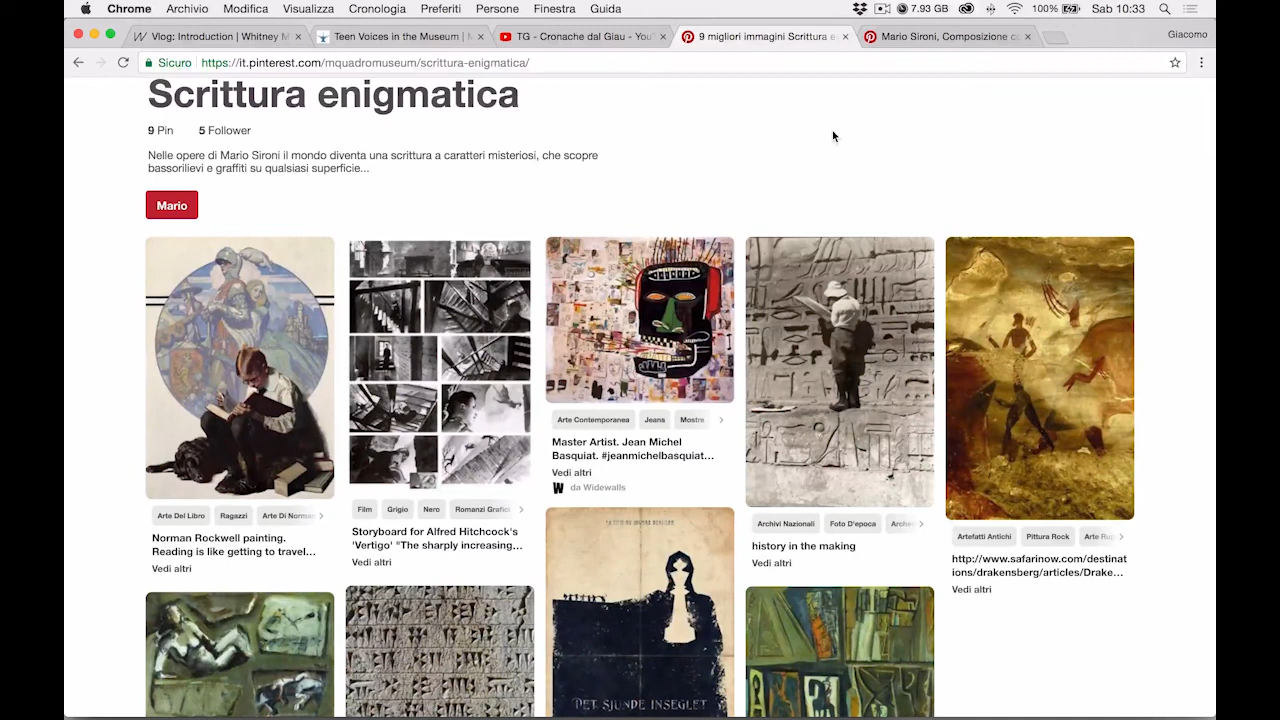 Chrome Archivio Modifica Visualizza Cronologia Preferiti Persone Finestra Guida 7.93 GB 100% Sab 10:33
Vlog: Introduction | Whitney M Teen Voices in the Museum | TG - Cronache dal Giau - You 9 migliori immagini Scrittura Mario Sironi, Composizione Giacomo
Sicuro https://it.pinterest.com/mquadromuseum/scrittura-enigmatica/
Scrittura enigmatica
9 Pin 5 Follower
Nelle opere di Mario Sironi il mondo diventa una scrittura a caratteri misteriosi, che scopre
bassorilievi e graffiti su qualsiasi superficie...
Mario
Arte Del Libro Ragazzi Arte Di Norma
Norman Rockwell painting.
Reading is like getting to travel...
Vedi altri
Film Grigio Nero Romanzi Grafici
Storyboard for Alfred Hitchcock's
'Vertigo' "The sharply increasing...
Vedi altri
Arte Contemporanea Jeans Mostre
Master Artist. Jean Michel
Basquiat. #jeanmichelbasquiat...
Vedi altri
W da Widewalls
DET SJUNDE INSEGLET
Archivi Nazionali Foto D'epoca Arche
history in the making
Vedi altri
Artefatti Antichi Pittura Rock Arte Ru
http://www.safarinow.com/destinat
ions/drakensberg/articles/Drake...
Vedi altri